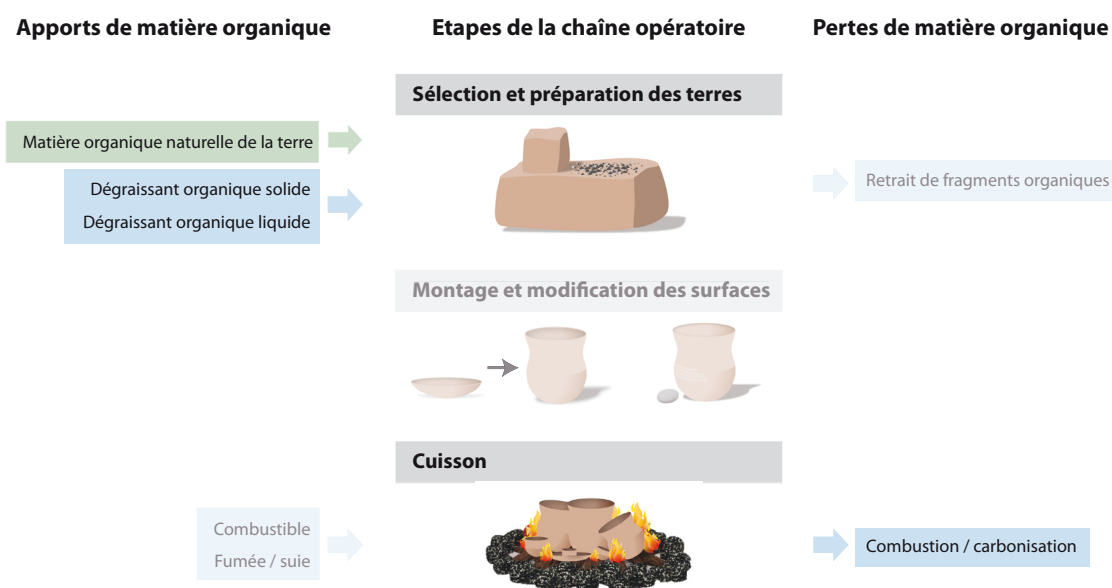 Apports de matière organique
Etapes de la chaîne opératoire
Pertes de matière organique
Sélection et préparation des terres
Matière organique naturelle de la terre
Dégraissant organique solide
Dégraissant organique liquide
Retrait de fragments organiques
Montage et modification des surfaces
Cuisson
Combustible
Fumée / suie
Combustion / carbonisation